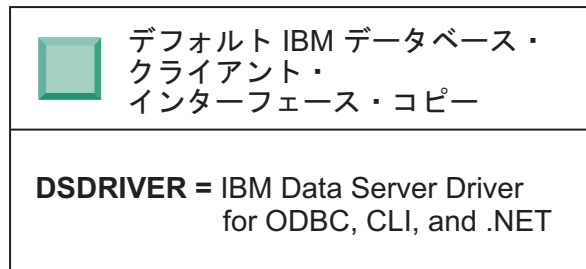 デフォルト IBM データベース・
クライアント・
インターフェース・コピー
DSDRIVER = IBM Data Server Driver
for ODBC, CLI, and .NET